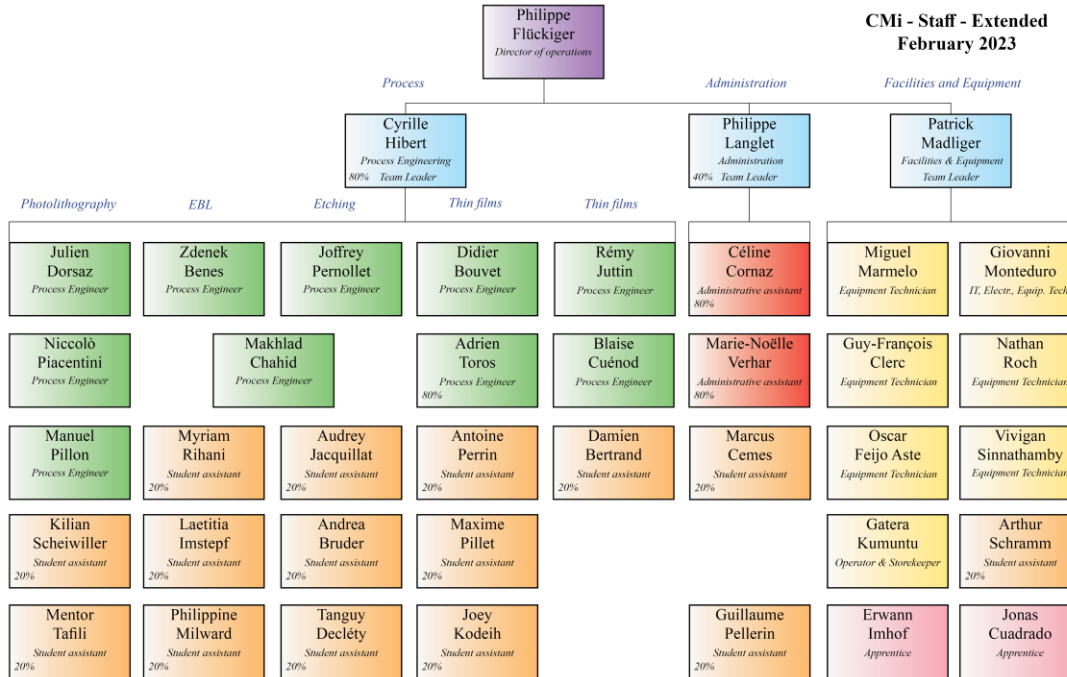 CMi - Staff - Extended
February 2023
Philippe
Flückiger
Director of operations
Process
Administration
Facilities and Equipment
Cyrille
Hibert
Process Engineering
80% Team Leader
Philippe
Langlet
Administration
40% Team Leader
Patrick
Madliger
Facilities & Equipment
Team Leader
Photolithography
EBL
Etching
Thin films
Thin films
Julien
Dorsaz
Process Engineer
Zdenek
Benes
Process Engineer
Joffrey
Pernollet
Process Engineer
Didier
Bouvet
Process Engineer
Rémy
Juttin
Process Engineer
Céline
Cornaz
Administrative assistant
80%
Miguel
Marmelo
Equipment Technician
Giovanni
Monteduro
IT, Electr., Equip. Tech
Niccolò
Piacentini
Process Engineer
Makhlad
Chahid
Process Engineer
Adrien
Toros
Process Engineer
80%
Blaise
Cuénod
Process Engineer
Marie-Noëlle
Verhar
Administrative assistant
80%
Guy-François
Clerc
Equipment Technician
Nathan
Roch
Equipment Technician
Manuel
Pillon
Process Engineer
Myriam
Rihani
Student assistant
20%
Audrey
Jacquillat
Student assistant
20%
Antoine
Perrin
Student assistant
20%
Damien
Bertrand
Student assistant
20%
Marcus
Cemes
Student assistant
20%
Oscar
Feijo Aste
Equipment Technician
Vivigan
Sinnathamby
Equipment Technician
Kilian
Scheiwiller
Student assistant
20%
Laetitia
Imstepf
Student assistant
20%
Andrea
Bruder
Student assistant
20%
Maxime
Pillet
Student assistant
20%
Gatera
Kumuntu
Operator & Storekeeper
Arthur
Schramm
Student assistant
20%
Mentor
Tafili
Student assistant
20%
Philippine
Milward
Student assistant
20%
Tanguy
Decléty
Student assistant
20%
Joey
Kodeih
Student assistant
20%
Guillaume
Pellerin
Student assistant
20%
Erwann
Imhof
Apprentice
Jonas
Cuadrado
Apprentice